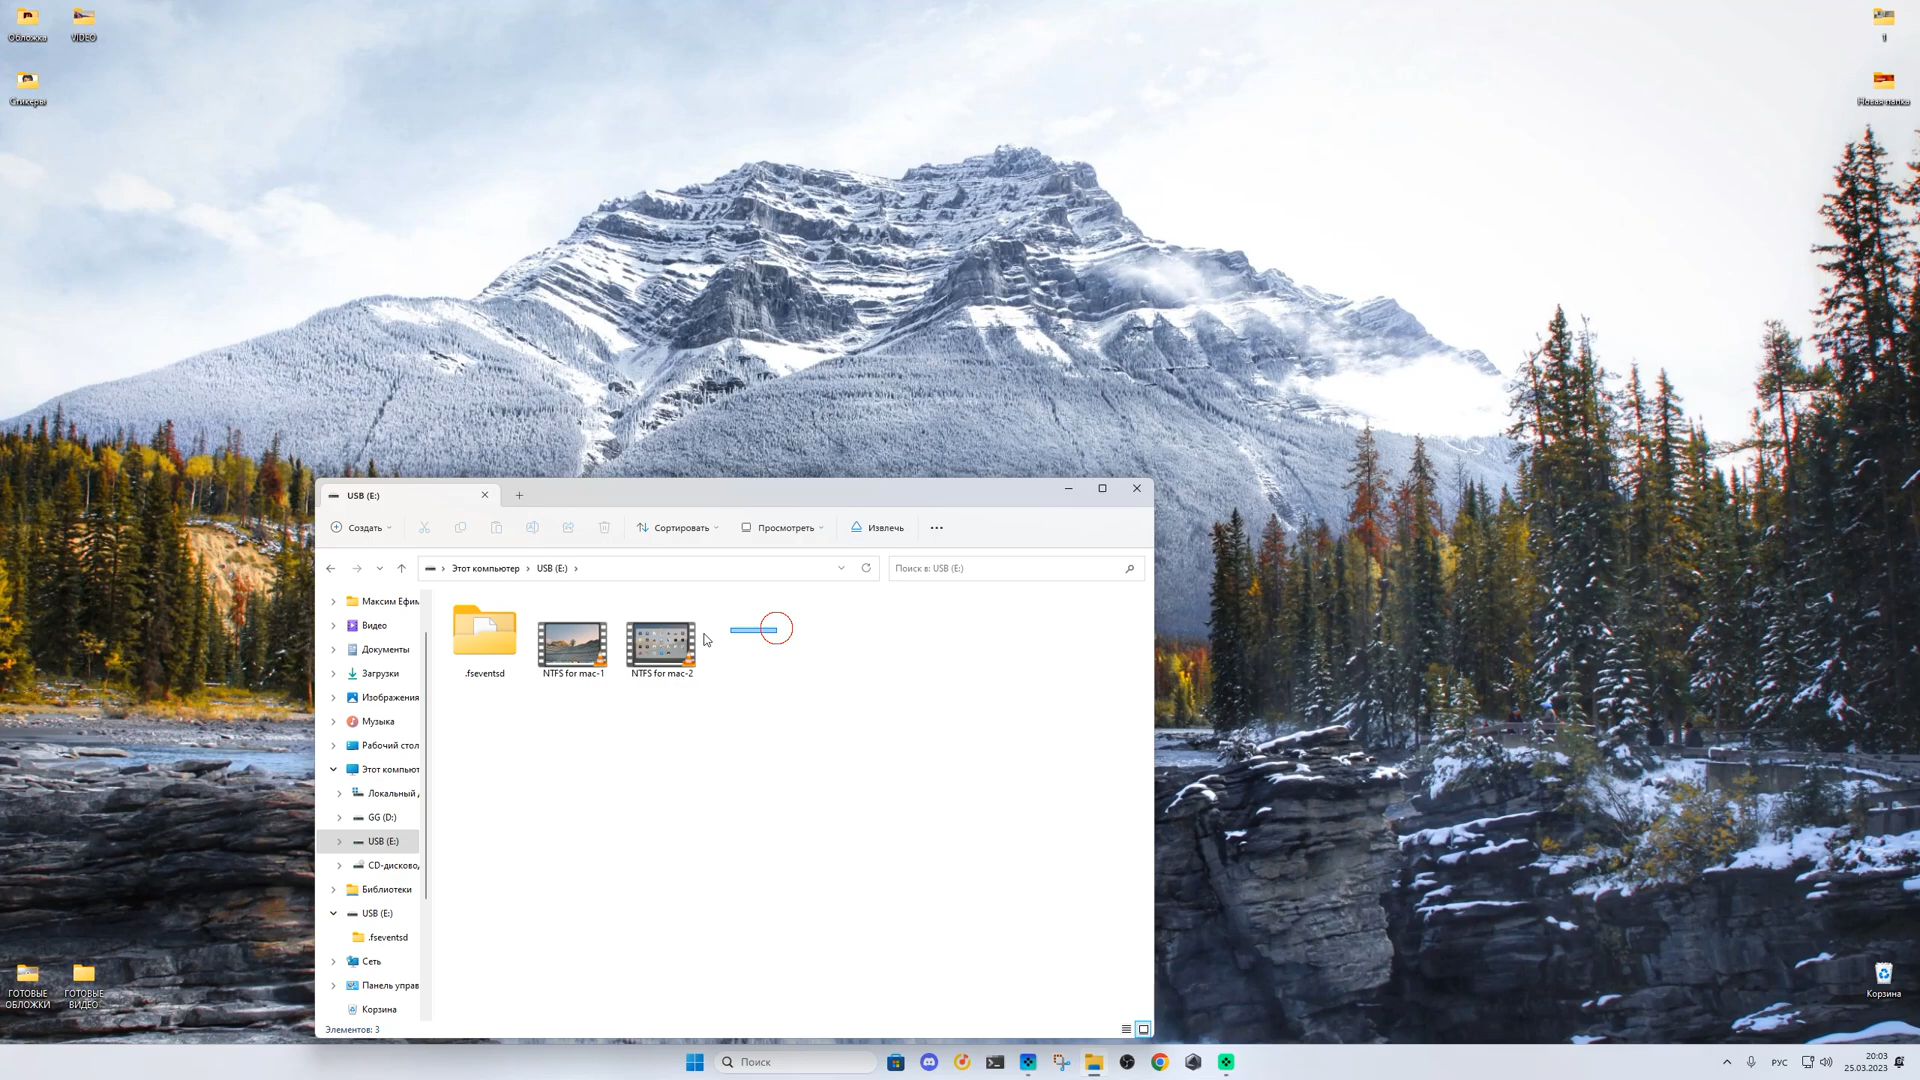 Обложка
VIDEO
Стикеры
1
Новая папка
USB (E:)
Создать
Сортировать
Просмотреть
Извлечь
Этот компьютер
USB (E:)
Поиск в: USB (E:)
Максим Ефим
Видео
Документы
Загрузки
Изображения
Музыка
Рабочий стол
Этот компьют
Локальный
GG (D:)
USB (E:)
CD-дисково
Библиотеки
USB (E:)
.fseventsd
Сеть
Панель управ
Корзина
.fseventsd
NTFS for mac-1
NTFS for mac-2
Элементов: 3
ГОТОВЫЕ
ОБЛОЖКИ
ГОТОВЫЕ
ВИДЕО
Корзина
Поиск
РУС
20:03
25.03.2023